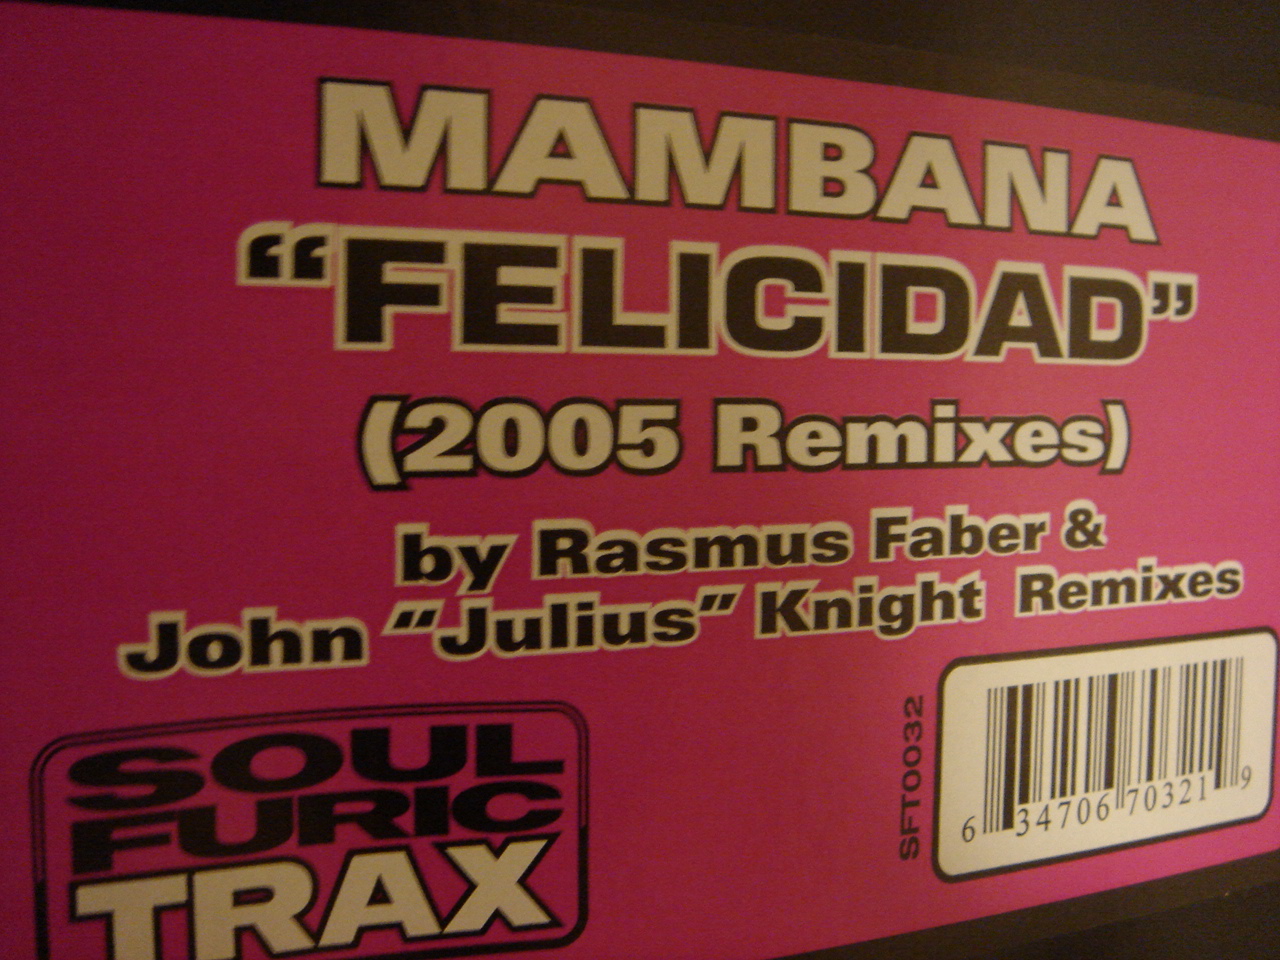 MAMBANA
“FELICIDAD”
(2005 Remixes)
by Rasmus Faber &
John "Julius" Knight Remixes
SOUL
FURIC
TRAX
SFT0032
6 34706 70321 9